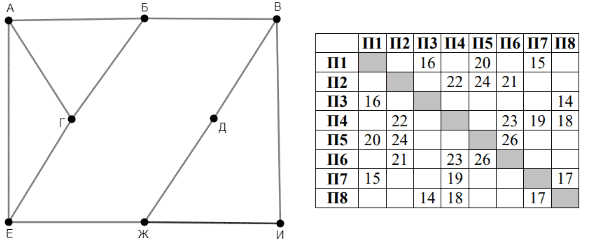 А Б В
Г Д
Е Ж И
П1 П2 П3 П4 П5 П6 П7 П8
П1 16 20 15
П2 22 24 21
П3 16 14
П4 22 23 19 18
П5 20 24 26
П6 21 23 26
П7 15 19 17
П8 14 18 17